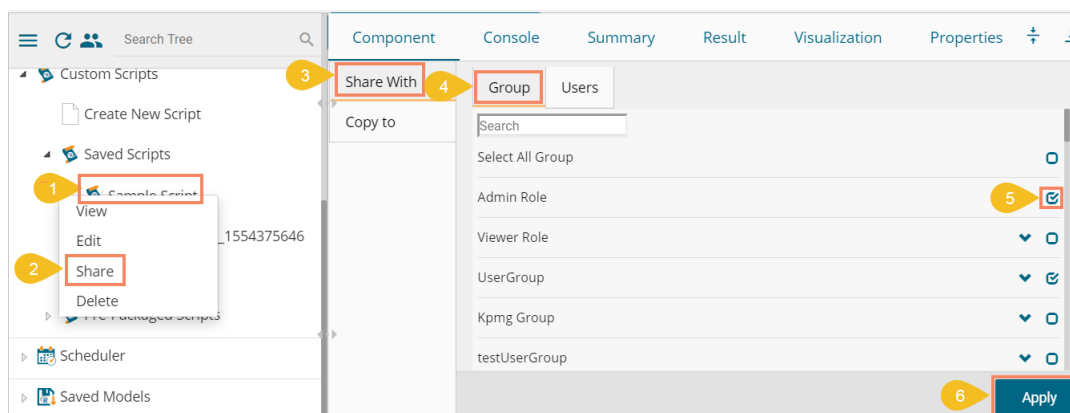 Search Tree
Component
Console
Summary
Result
Visualization
Properties
Custom Scripts
Create New Script
Saved Scripts
1
Sample Script
View
_1554375646
Edit
2
Share
Delete
Scheduler
Saved Models
3
Share With
Copy to
4
Group
Users
Search
Select All Group
Admin Role
5
Viewer Role
UserGroup
Kpmg Group
testUserGroup
6
Apply